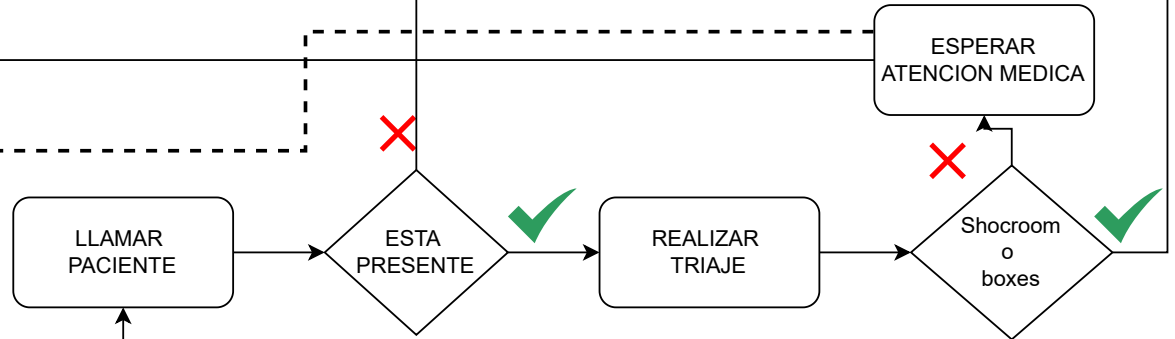 ESPERAR
ATENCION MEDICA
LLAMAR
PACIENTE
ESTA
PRESENTE
REALIZAR
TRIAJE
Shocroom
o
boxes